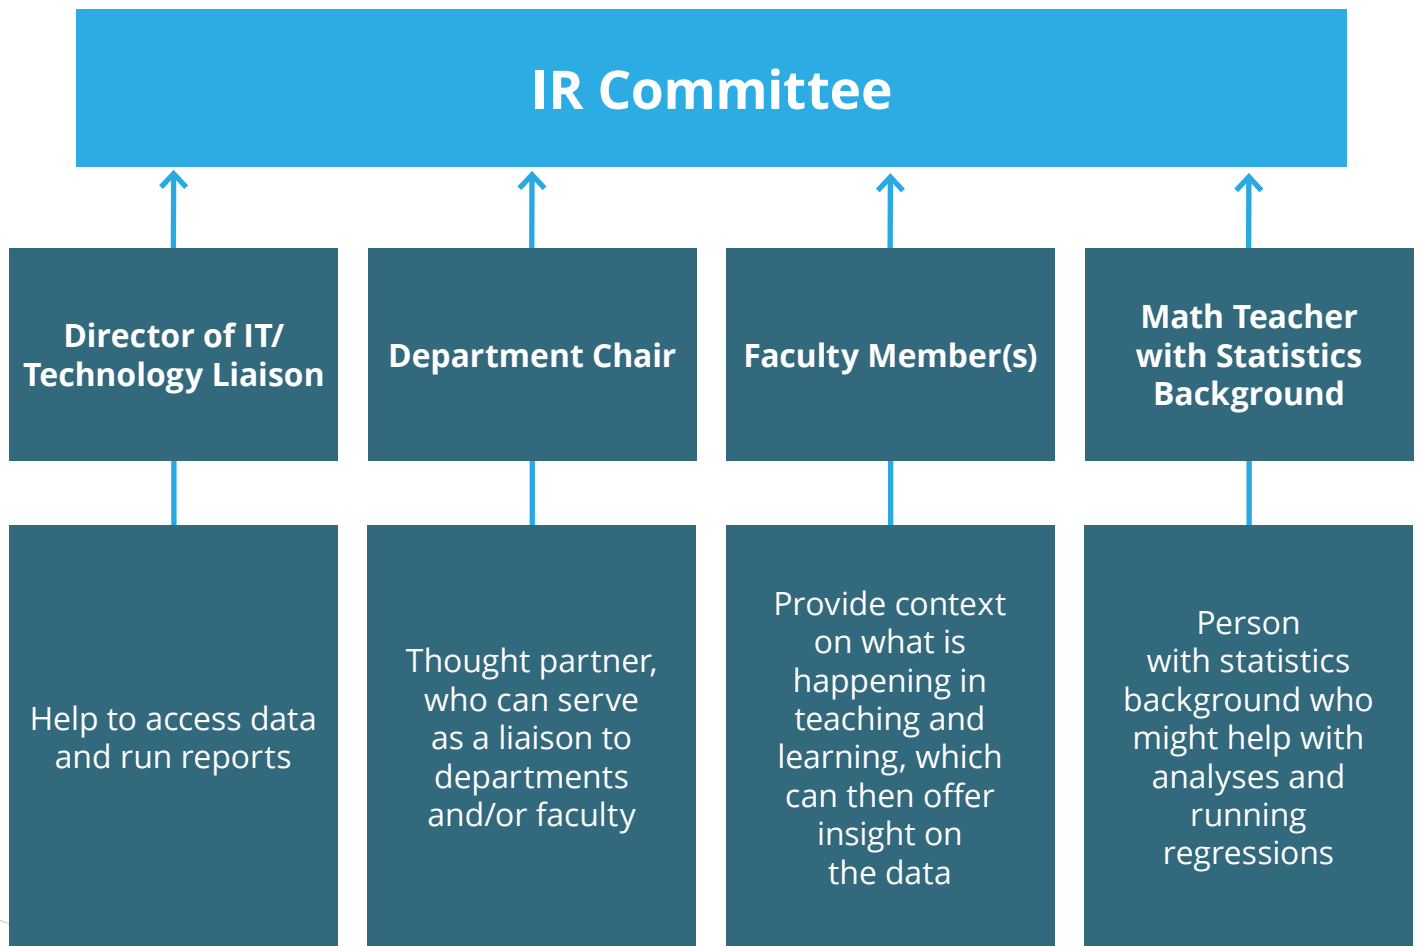 IR Committee
Director of IT/
Technology Liaison
Department Chair
Faculty Member(s)
Math Teacher
with Statistics
Background
Help to access data
and run reports
Thought partner,
who can serve
as a liaison to
departments
and/or faculty
Provide context
on what is
happening in
teaching and
learning, which
can then offer
insight on
the data
Person
with statistics
background who
might help with
analyses and
running
regressions